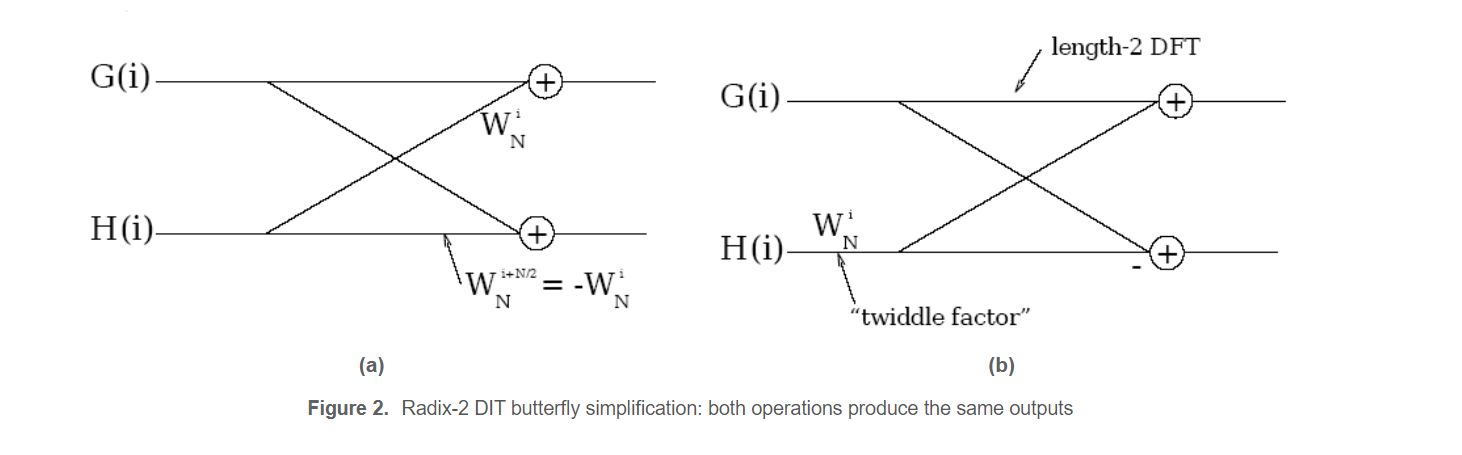 G(i)
W_N^i
H(i)
W_N^{i+N/2} = -W_N^i
(a)
length-2 DFT
G(i)
W_N^i
H(i)
-
“twiddle factor”
(b)
Figure 2. Radix-2 DIT butterfly simplification: both operations produce the same outputs